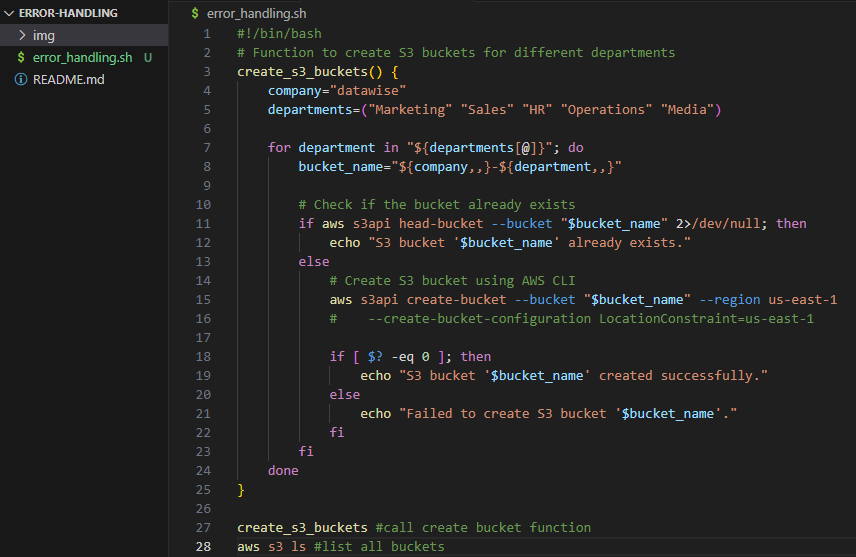 ERROR-HANDLING
img
$ error_handling.sh U
README.md
$ error_handling.sh
1 #!/bin/bash
2 # Function to create S3 buckets for different departments
3 create_s3_buckets() {
4     company="datawise"
5     departments=("Marketing" "Sales" "HR" "Operations" "Media")
6
7     for department in "${departments[@]}"; do
8         bucket_name="${company,,}-${department,,}"
9
10         # Check if the bucket already exists
11         if aws s3api head-bucket --bucket "$bucket_name" 2>/dev/null; then
12             echo "S3 bucket '$bucket_name' already exists."
13         else
14             # Create S3 bucket using AWS CLI
15             aws s3api create-bucket --bucket "$bucket_name" --region us-east-1
16             #    --create-bucket-configuration LocationConstraint=us-east-1
17
18             if [ $? -eq 0 ]; then
19                 echo "S3 bucket '$bucket_name' created successfully."
20             else
21                 echo "Failed to create S3 bucket '$bucket_name'."
22             fi
23         fi
24     done
25 }
26
27 create_s3_buckets #call create bucket function
28 aws s3 ls #list all buckets